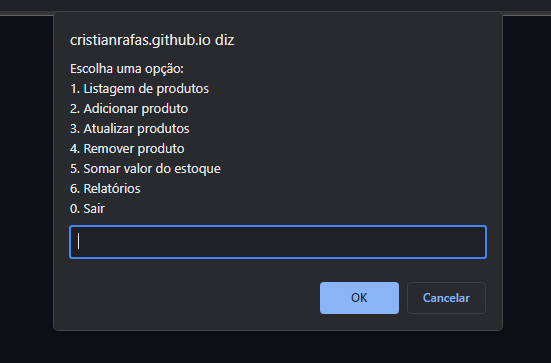 cristianrafas.github.io diz
Escolha uma opção:
1. Listagem de produtos
2. Adicionar produto
3. Atualizar produtos
4. Remover produto
5. Somar valor do estoque
6. Relatórios
0. Sair
OK
Cancelar